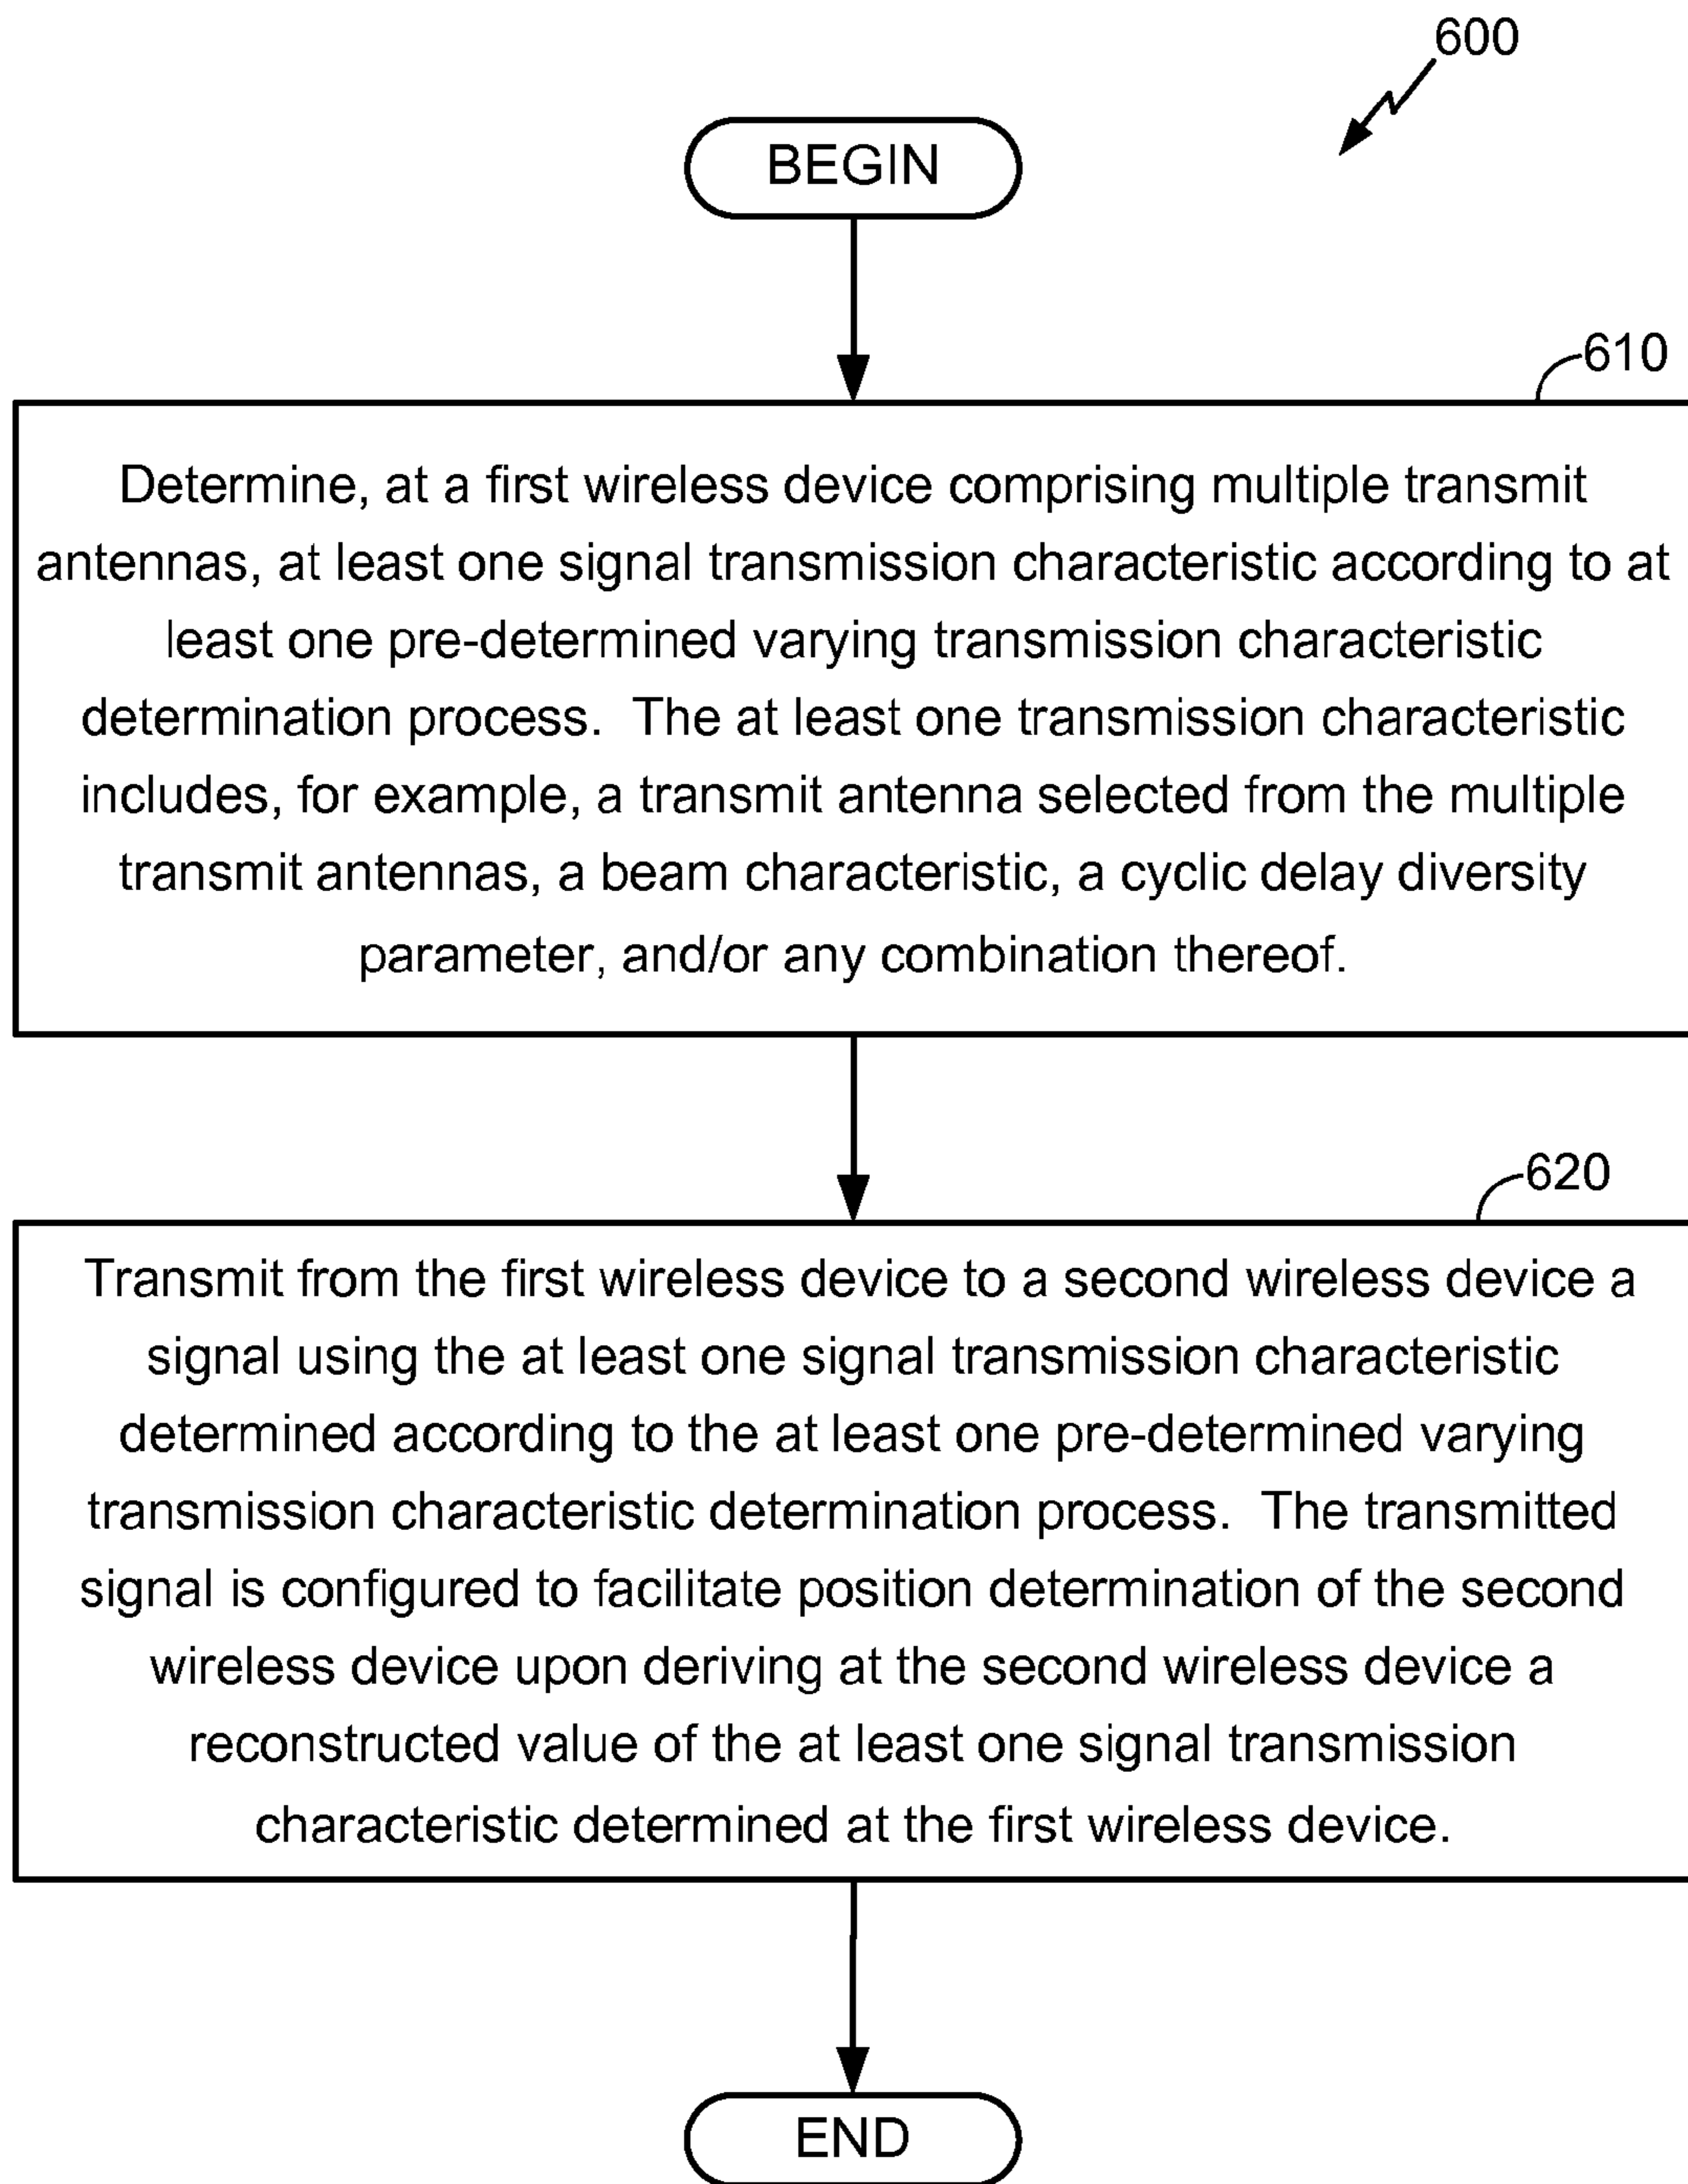 600
BEGIN
610
Determine, at a first wireless device comprising multiple transmit
antennas, at least one signal transmission characteristic according to at
least one pre-determined varying transmission characteristic
determination process.  The at least one transmission characteristic
includes, for example, a transmit antenna selected from the multiple
transmit antennas, a beam characteristic, a cyclic delay diversity
parameter, and/or any combination thereof.
620
Transmit from the first wireless device to a second wireless device a
signal using the at least one signal transmission characteristic
determined according to the at least one pre-determined varying
transmission characteristic determination process.  The transmitted
signal is configured to facilitate position determination of the second
wireless device upon deriving at the second wireless device a
reconstructed value of the at least one signal transmission
characteristic determined at the first wireless device.
END